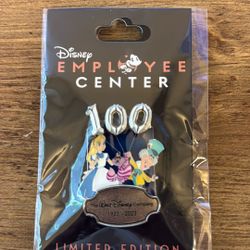 Disney
EMPLOYEE
CENTER
100
The Walt Disney Company
1923 - 2023
LIMITED EDITION